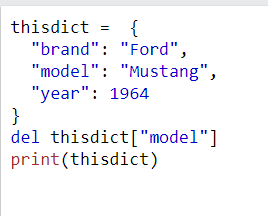 thisdict =  {
  "brand": "Ford",
  "model": "Mustang",
  "year": 1964
}
del thisdict["model"]
print(thisdict)